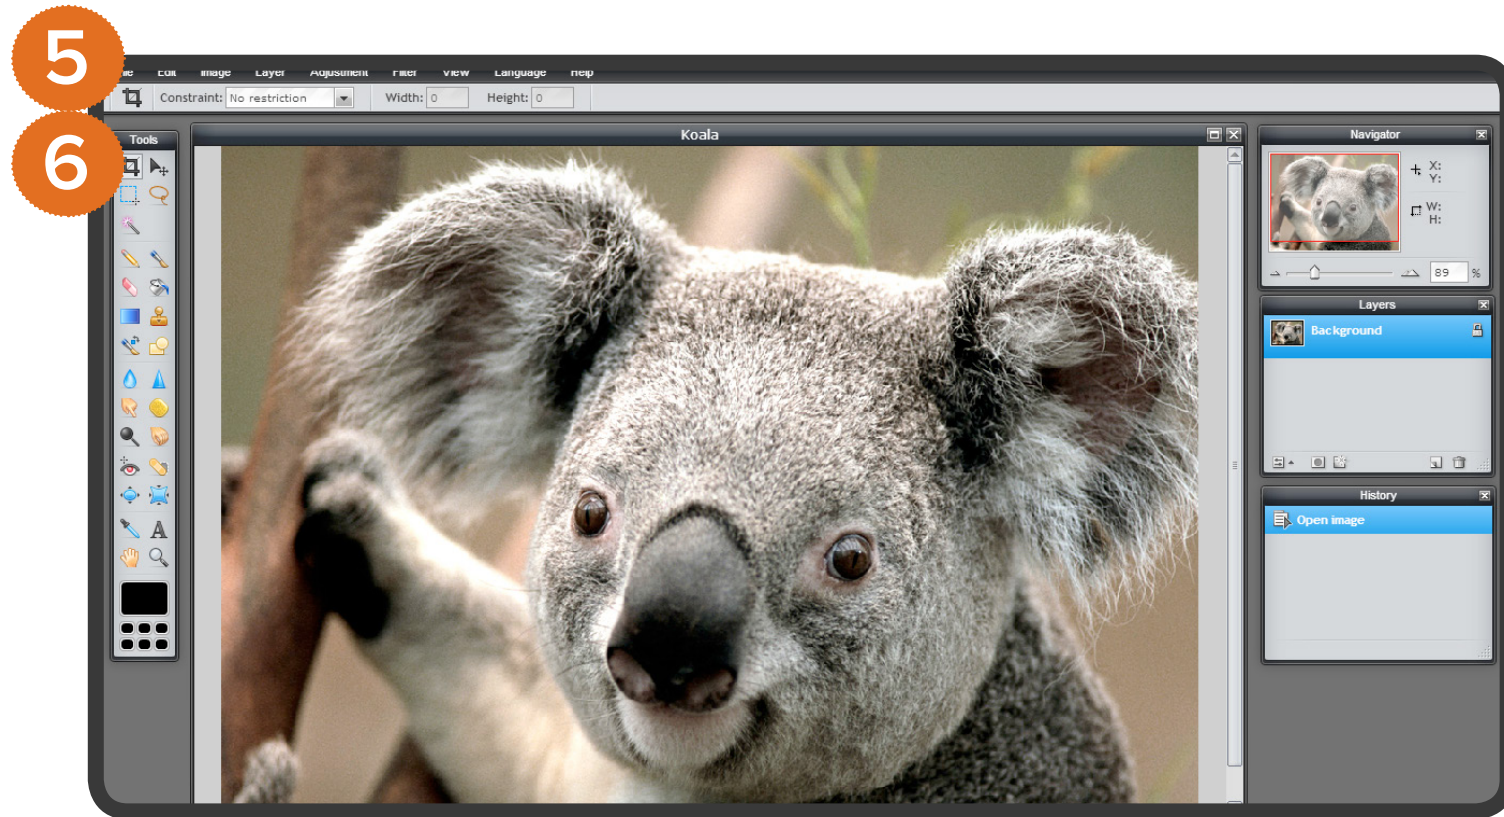 5
6
File Edit Image Layer Adjustment Filter View Language Help
Constraint: No restriction Width: 0 Height: 0
Tools
Koala
Navigator
X:
Y:
W:
H:
89 %
Layers
Background
History
Open image
A